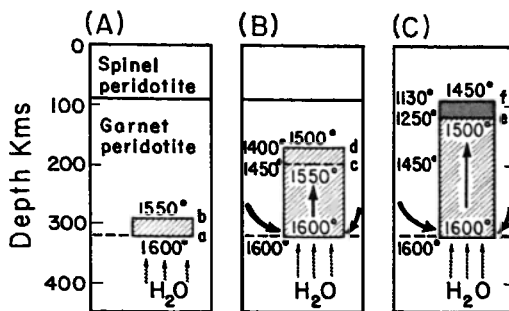 (A)
(B)
(C)
Depth Kms
0
100
200
300
400
Spinel
peridotite
Garnet
peridotite
1550°
b
a
1600°
H₂O
1400° 1500° d
1450° c
1550°
1600°
1600°
H₂O
1130° 1450° f
1250° e
1500°
1450°
1600°
1600°
H₂O